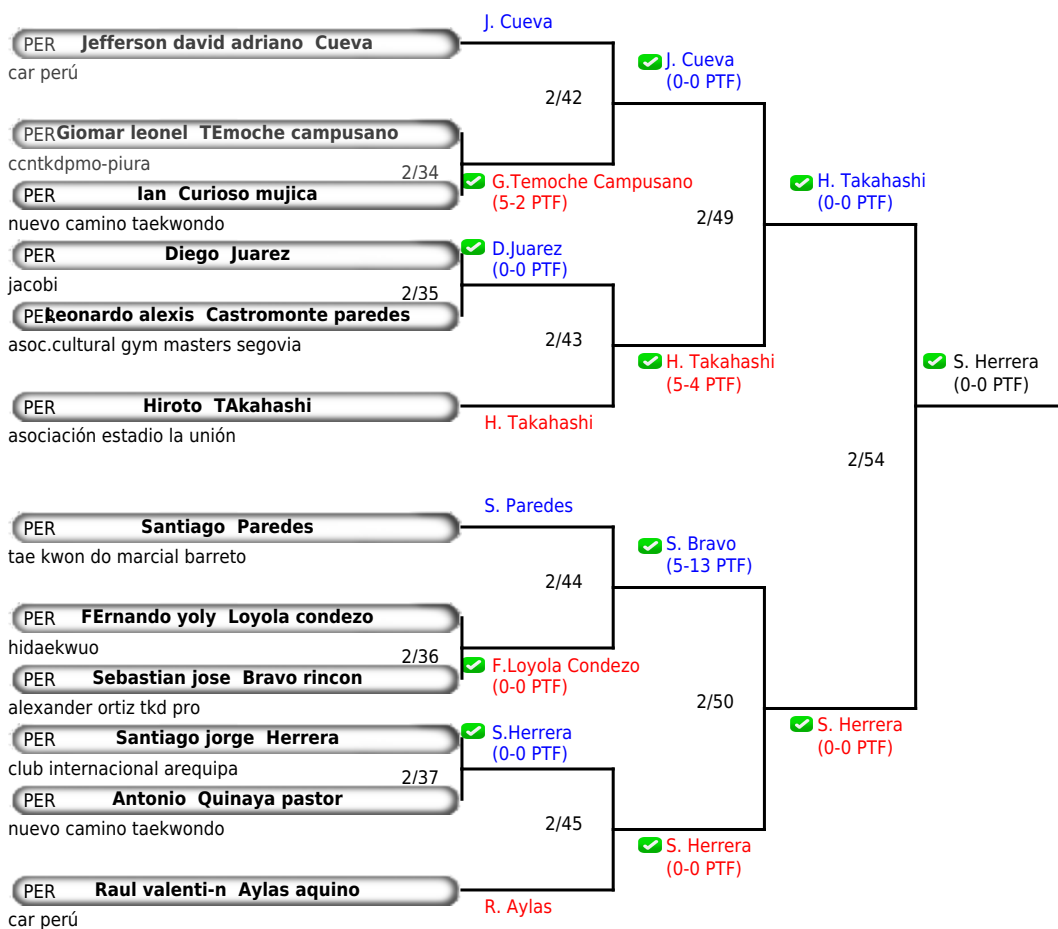 J. Cueva
PER Jefferson david adriano Cueva
car perú
J. Cueva
(0-0 PTF)
2/42
PER Giomar leonel TEmoche campusano
ccntkdpmo-piura
2/34
G.Temoche Campusano
(5-2 PTF)
PER Ian Curioso mujica
nuevo camino taekwondo
H. Takahashi
(0-0 PTF)
2/49
D.Juarez
(0-0 PTF)
PER Diego Juarez
jacobi
2/35
PER Leonardo alexis Castromonte paredes
asoc.cultural gym masters segovia
2/43
H. Takahashi
(5-4 PTF)
S. Herrera
(0-0 PTF)
PER Hiroto TAkahashi
asociación estadio la unión
H. Takahashi
2/54
S. Paredes
PER Santiago Paredes
tae kwon do marcial barreto
S. Bravo
(5-13 PTF)
2/44
PER FErnando yoly Loyola condezo
hidaekwuo
2/36
F.Loyola Condezo
(0-0 PTF)
PER Sebastian jose Bravo rincon
alexander ortiz tkd pro
2/50
S. Herrera
(0-0 PTF)
S.Herrera
(0-0 PTF)
PER Santiago jorge Herrera
club internacional arequipa
2/37
PER Antonio Quinaya pastor
nuevo camino taekwondo
2/45
S. Herrera
(0-0 PTF)
PER Raul valenti-n Aylas aquino
car perú
R. Aylas